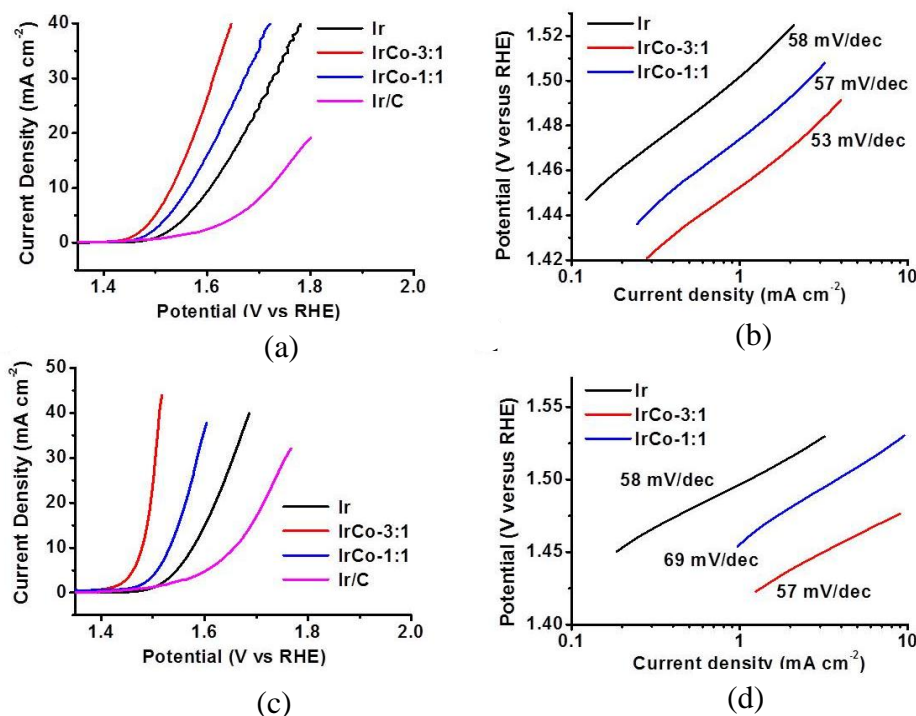 Current Density (mA cm⁻²)
40
30
20
10
0
Ir
IrCo-3:1
IrCo-1:1
Ir/C
1.4
1.6
1.8
2.0
Potential (V vs RHE)
(a)
Potential (V versus RHE)
1.52
1.50
1.48
1.46
1.44
1.42
Ir
IrCo-3:1
IrCo-1:1
58 mV/dec
57 mV/dec
53 mV/dec
0.1
1
10
Current density (mA cm⁻²)
(b)
Current Density (mA cm⁻²)
50
40
30
20
10
0
Ir
IrCo-3:1
IrCo-1:1
Ir/C
1.4
1.6
1.8
2.0
Potential (V vs RHE)
(c)
Potential (V versus RHE)
1.55
1.50
1.45
1.40
Ir
IrCo-3:1
IrCo-1:1
58 mV/dec
69 mV/dec
57 mV/dec
0.1
1
10
Current density (mA cm⁻²)
(d)